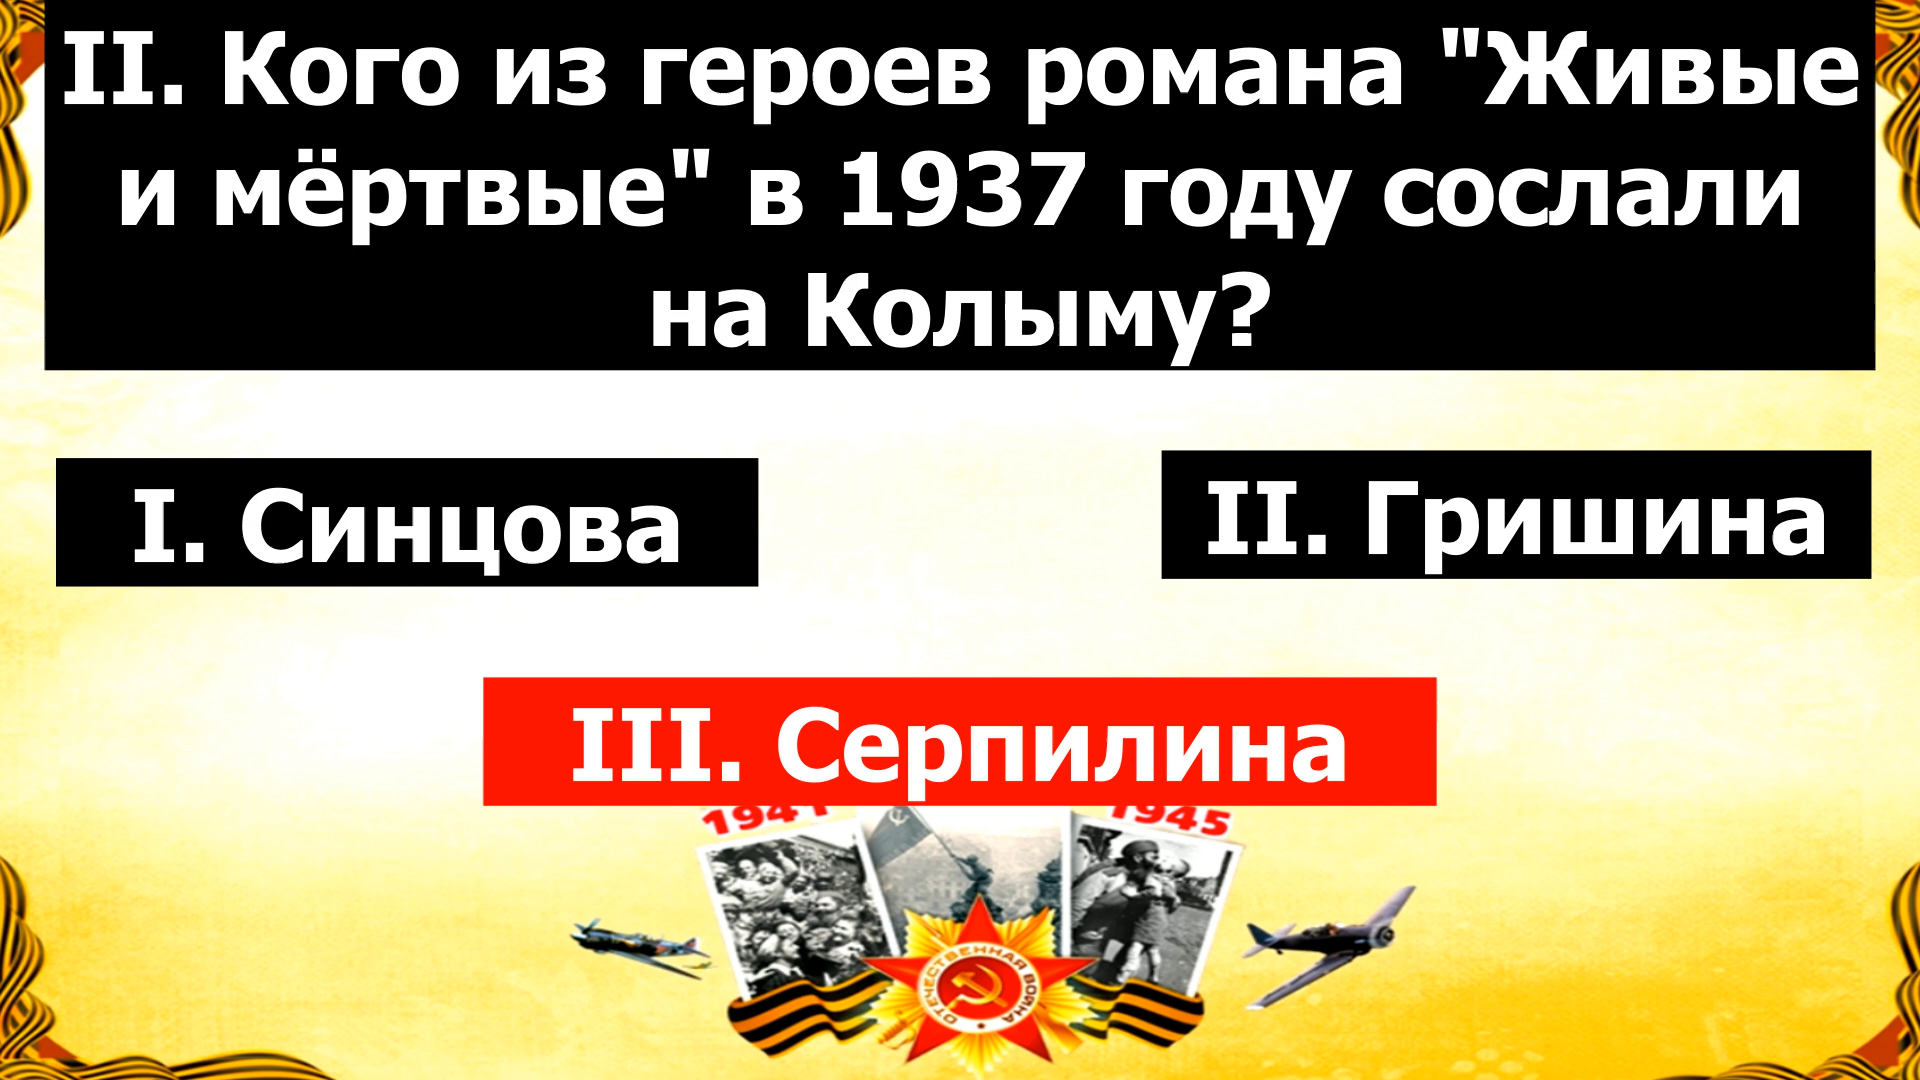 II. Кого из героев романа "Живые
и мёртвые" в 1937 году сослали
на Колыму?
I. Синцова
II. Гришина
III. Серпилина
1941
1945
ОТЕЧЕСТВЕННАЯ ВОЙНА